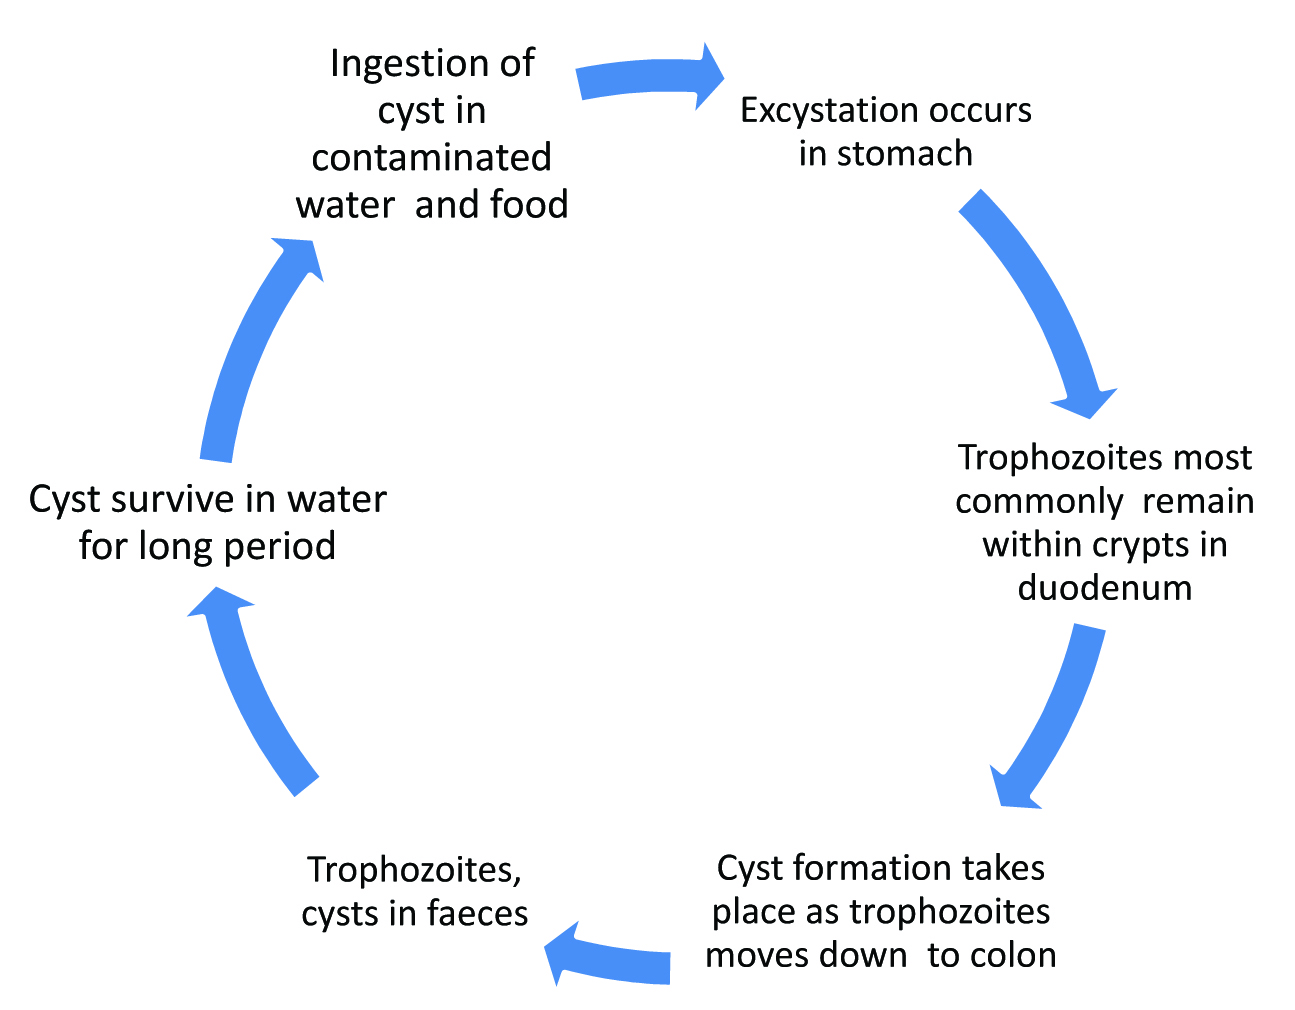 Ingestion of
cyst in
contaminated
water  and food
Excystation occurs
in stomach
Trophozoites most
commonly  remain
within crypts in
duodenum
Cyst formation takes
place as trophozoites
moves down  to colon
Trophozoites,
cysts in faeces
Cyst survive in water
for long period